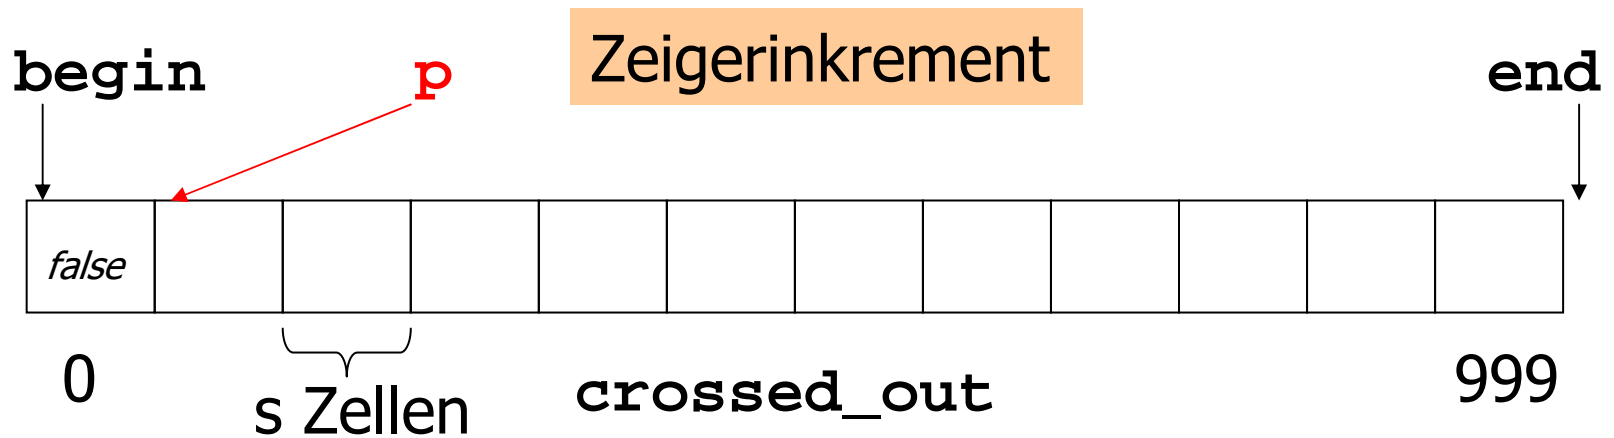 Zeigerinkrement
begin p end
false
0 s Zellen crossed_out 999